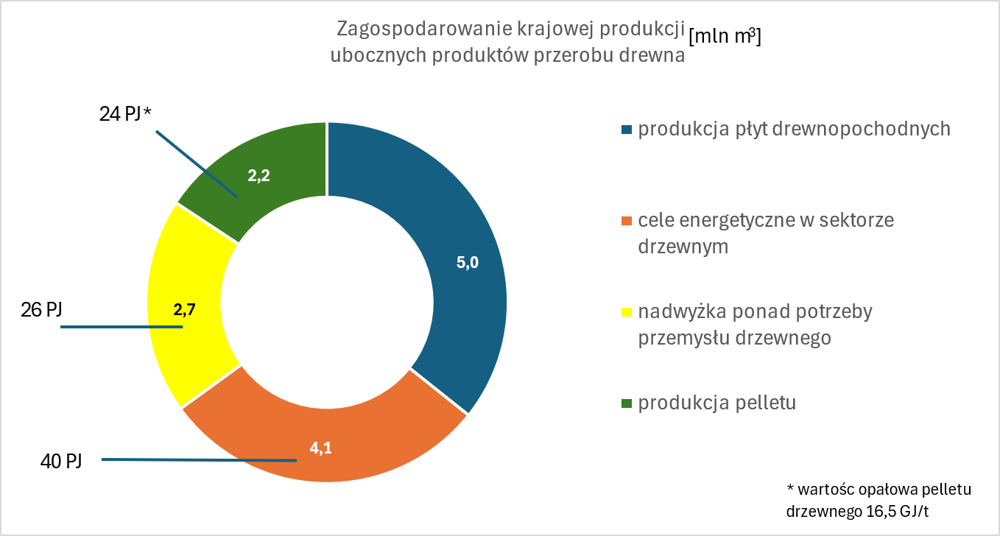 Zagospodarowanie krajowej produkcji
ubocznych produktów przerobu drewna
[mln m³]
24 PJ*
2,2
produkcja płyt drewnopochodnych
5,0
cele energetyczne w sektorze
drzewnym
26 PJ
2,7
nadwyżka ponad potrzeby
przemysłu drzewnego
produkcja pelletu
40 PJ
4,1
* wartośc opałowa pelletu
drzewnego 16,5 GJ/t